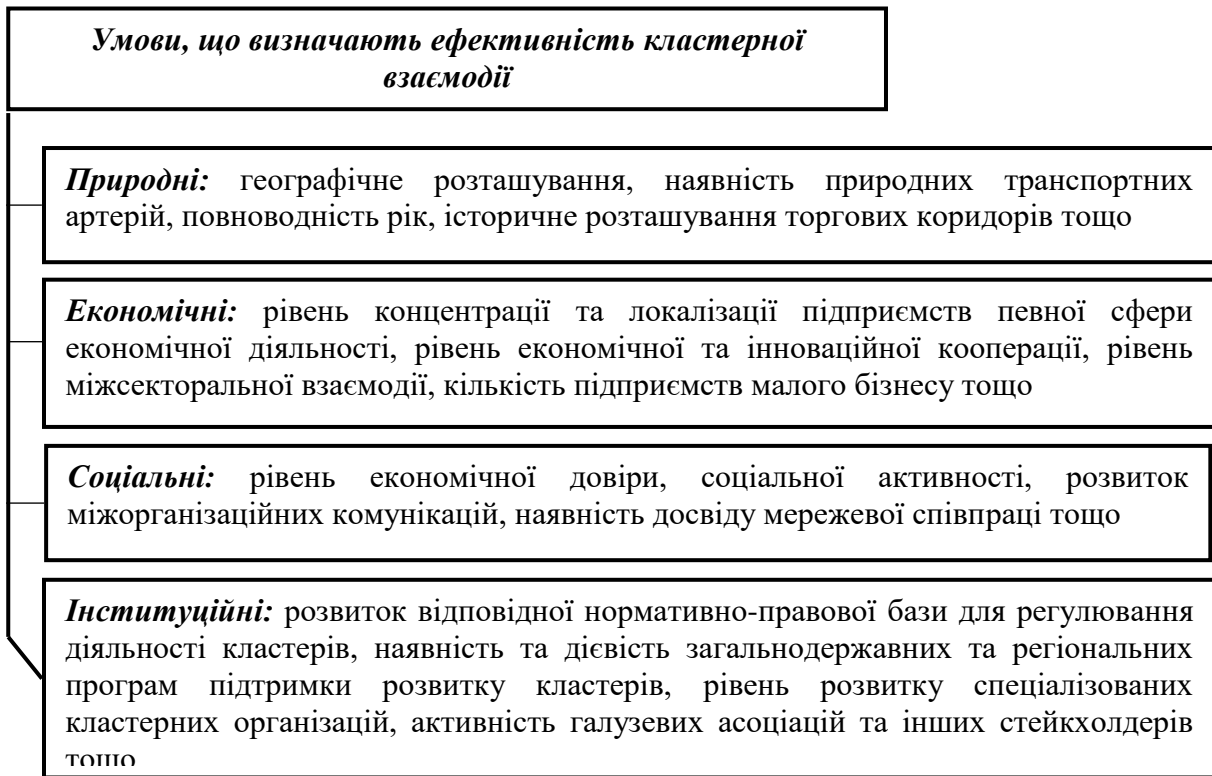 Умови, що визначають ефективність кластерної
взаємодії
Природні: географічне розташування, наявність природних транспортних
артерій, повноводність рік, історичне розташування торгових коридорів тощо
Економічні: рівень концентрації та локалізації підприємств певної сфери
економічної діяльності, рівень економічної та інноваційної кооперації, рівень
міжсекторальної взаємодії, кількість підприємств малого бізнесу тощо
Соціальні: рівень економічної довіри, соціальної активності, розвиток
міжорганізаційних комунікацій, наявність досвіду мережевої співпраці тощо
Інституційні: розвиток відповідної нормативно-правової бази для регулювання
діяльності кластерів, наявність та дієвість загальнодержавних та регіональних
програм підтримки розвитку кластерів, рівень розвитку спеціалізованих
кластерних організацій, активність галузевих асоціацій та інших стейкхолдерів
тощо